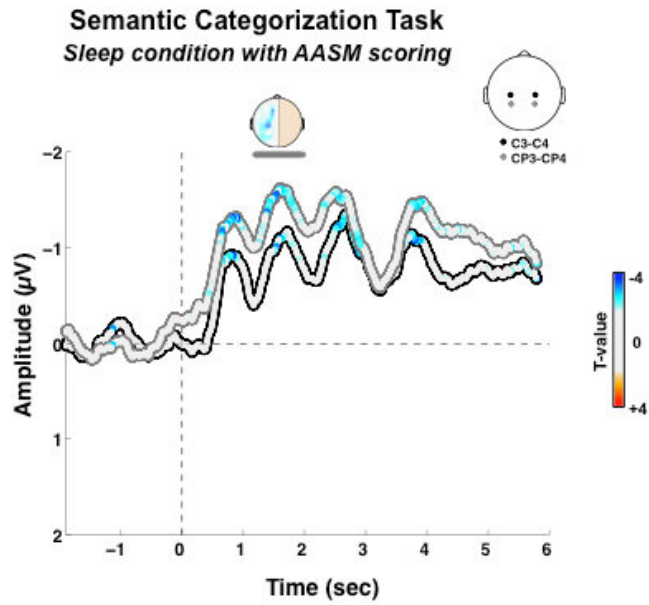 Semantic Categorization Task
Sleep condition with AASM scoring
C3-C4
CP3-CP4
-2
-1
0
1
2
Amplitude (µV)
-1
0
1
2
3
4
5
6
Time (sec)
-4
0
+4
T-value